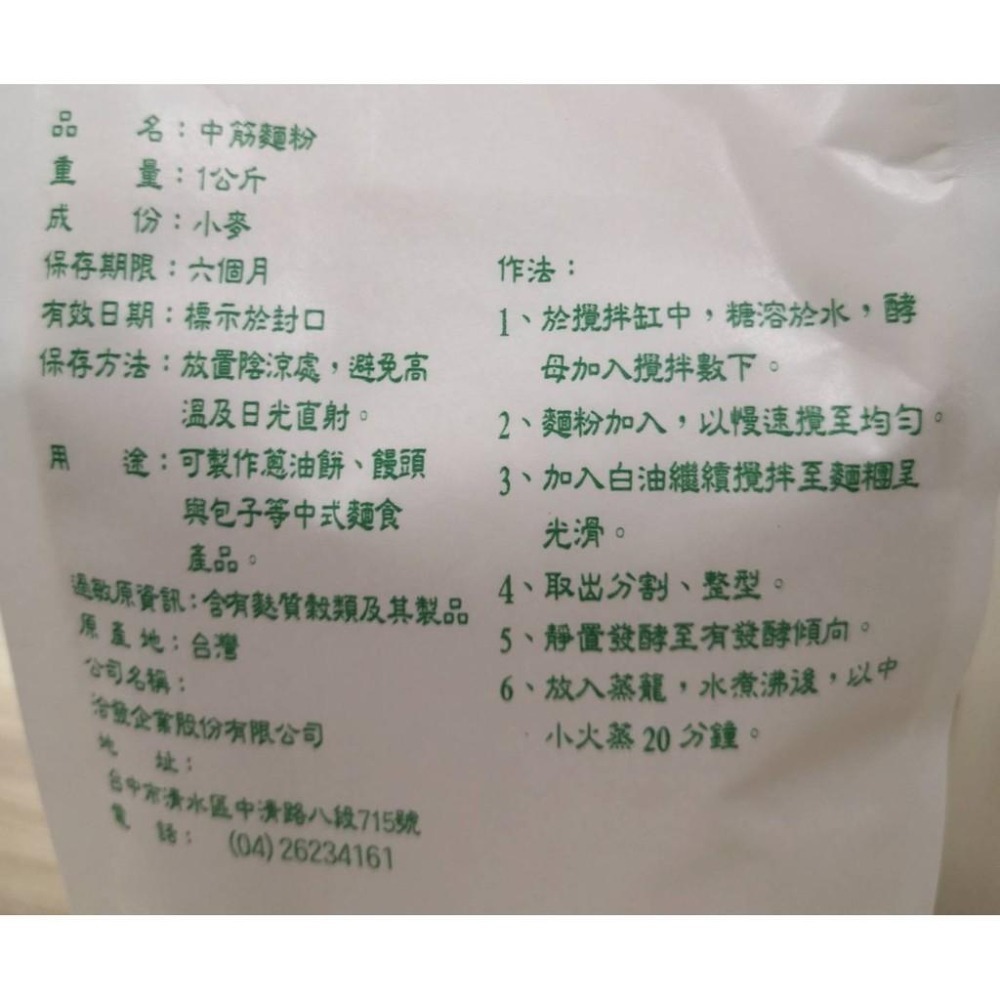 品名：中筋麵粉
重量：1公斤
成份：小麥
保存期限：六個月
有效日期：標示於封口
保存方法：放置陰涼處，避免高
溫及日光直射。
用途：可製作蔥油餅、饅頭
與包子等中式麵食
產品。
過敏原資訊：含有麩質穀類及其製品
原產地：台灣
公司名稱：
洽發企業股份有限公司
地址：
台中市清水區中清路八段715號
電話：(04)26234161
作法：
1、於攪拌缸中，糖溶於水，酵
母加入攪拌數下。
2、麵粉加入，以慢速攪至均勻。
3、加入白油繼續攪拌至麵糰呈
光滑。
4、取出分割、整型。
5、靜置發酵至有發酵傾向。
6、放入蒸籠，水煮沸後，以中
小火蒸20分鐘。